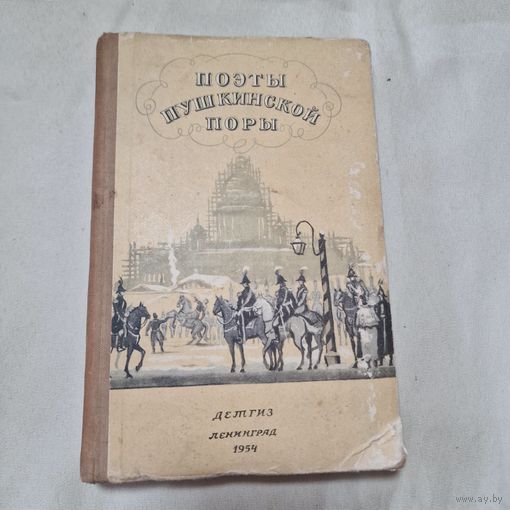 ПОЭТЫ
ПУШКИНСКОЙ
ПОРЫ
ДЕТГИЗ
ЛЕНИНГРАД
1954
© www.ay.by